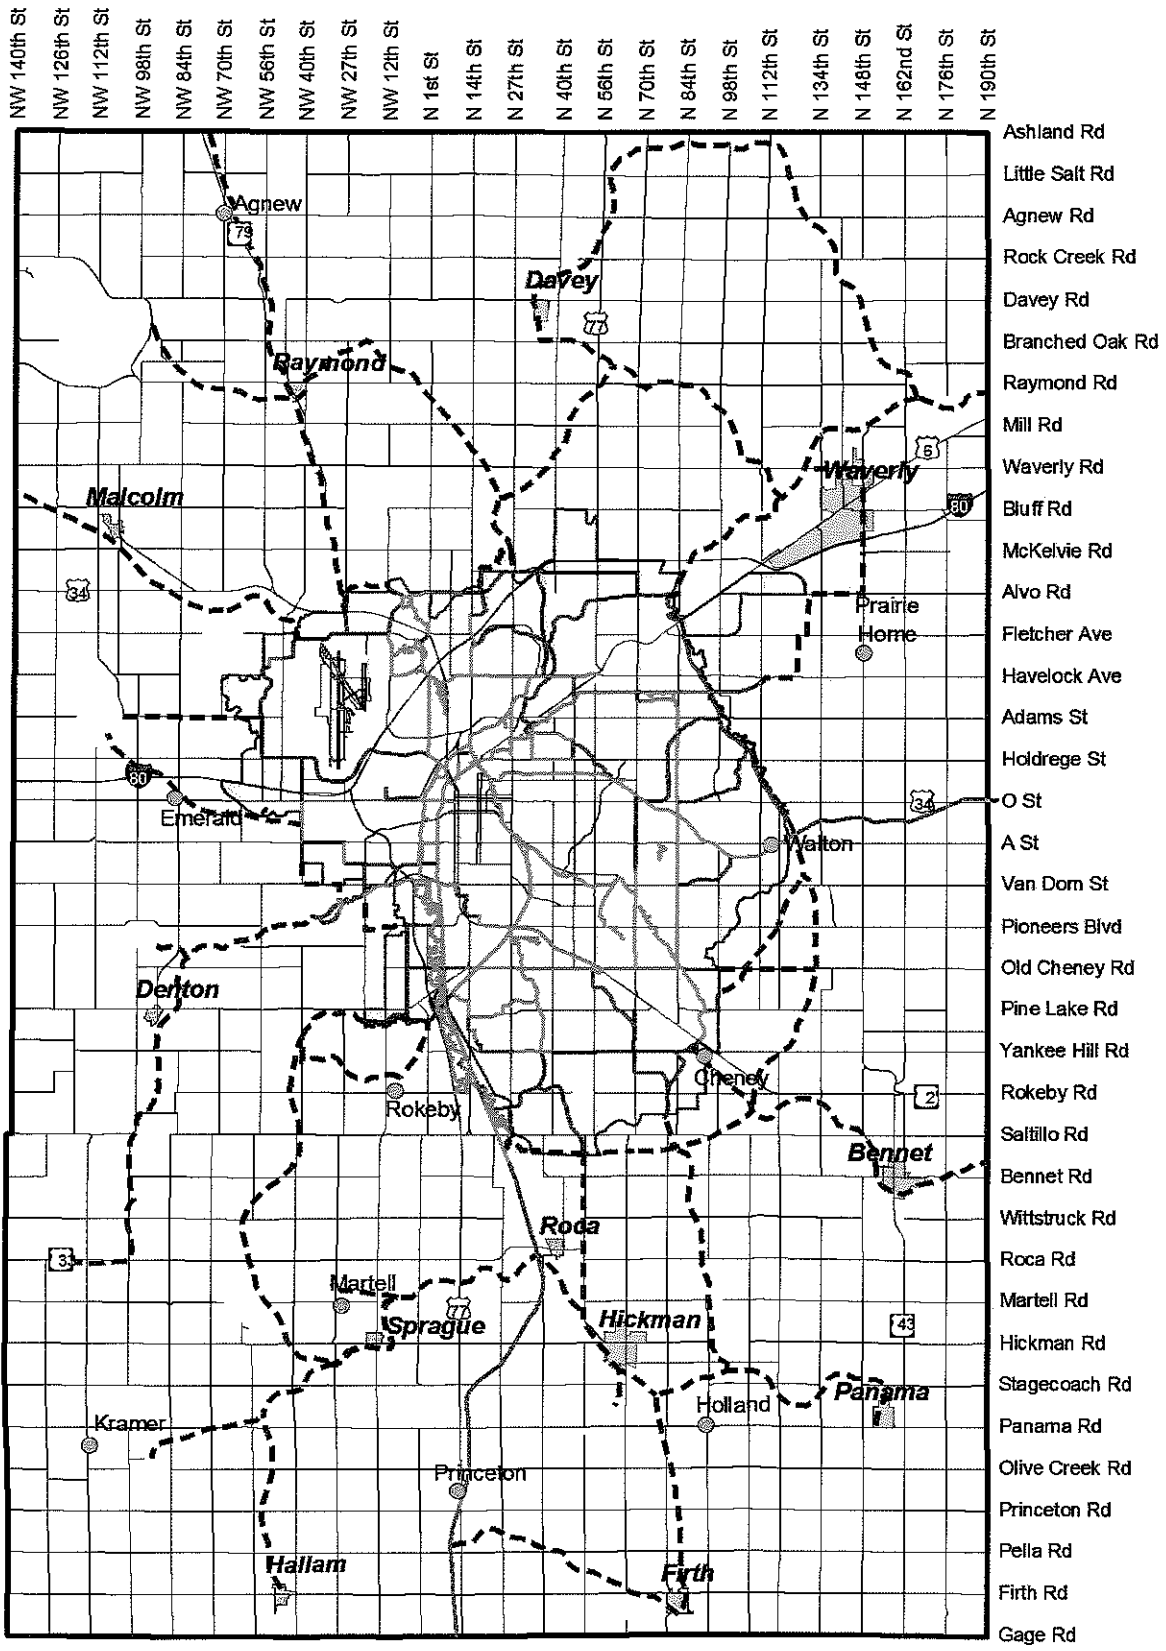 NW 140th St
NW 126th St
NW 112th St
NW 98th St
NW 84th St
NW 70th St
NW 56th St
NW 40th St
NW 27th St
NW 12th St
N 1st St
N 14th St
N 27th St
N 40th St
N 56th St
N 70th St
N 84th St
N 98th St
N 112th St
N 134th St
N 148th St
N 162nd St
N 176th St
N 190th St
Ashland Rd
Little Salt Rd
Agnew
Agnew Rd
79
Rock Creek Rd
Davey
Davey Rd
77
Branched Oak Rd
Raymond
Raymond Rd
Mill Rd
6
Waverly
Waverly Rd
Malcolm
80
Bluff Rd
McKelvie Rd
34
Alvo Rd
Prairie
Home
Fletcher Ave
Havelock Ave
Adams St
Holdrege St
80
34
O St
Emerald
Walton
A St
Van Dorn St
Pioneers Blvd
Old Cheney Rd
Denton
Pine Lake Rd
Yankee Hill Rd
Cheney
Rokeby
2
Rokeby Rd
Saltillo Rd
Bennet
Bennet Rd
Wittstruck Rd
Roca
33
Roca Rd
Martell
Martell Rd
77
Sprague
Hickman
43
Hickman Rd
Stagecoach Rd
Panama
Holland
Kramer
Panama Rd
Princeton
Olive Creek Rd
Princeton Rd
Pella Rd
Hallam
Firth
Firth Rd
Gage Rd